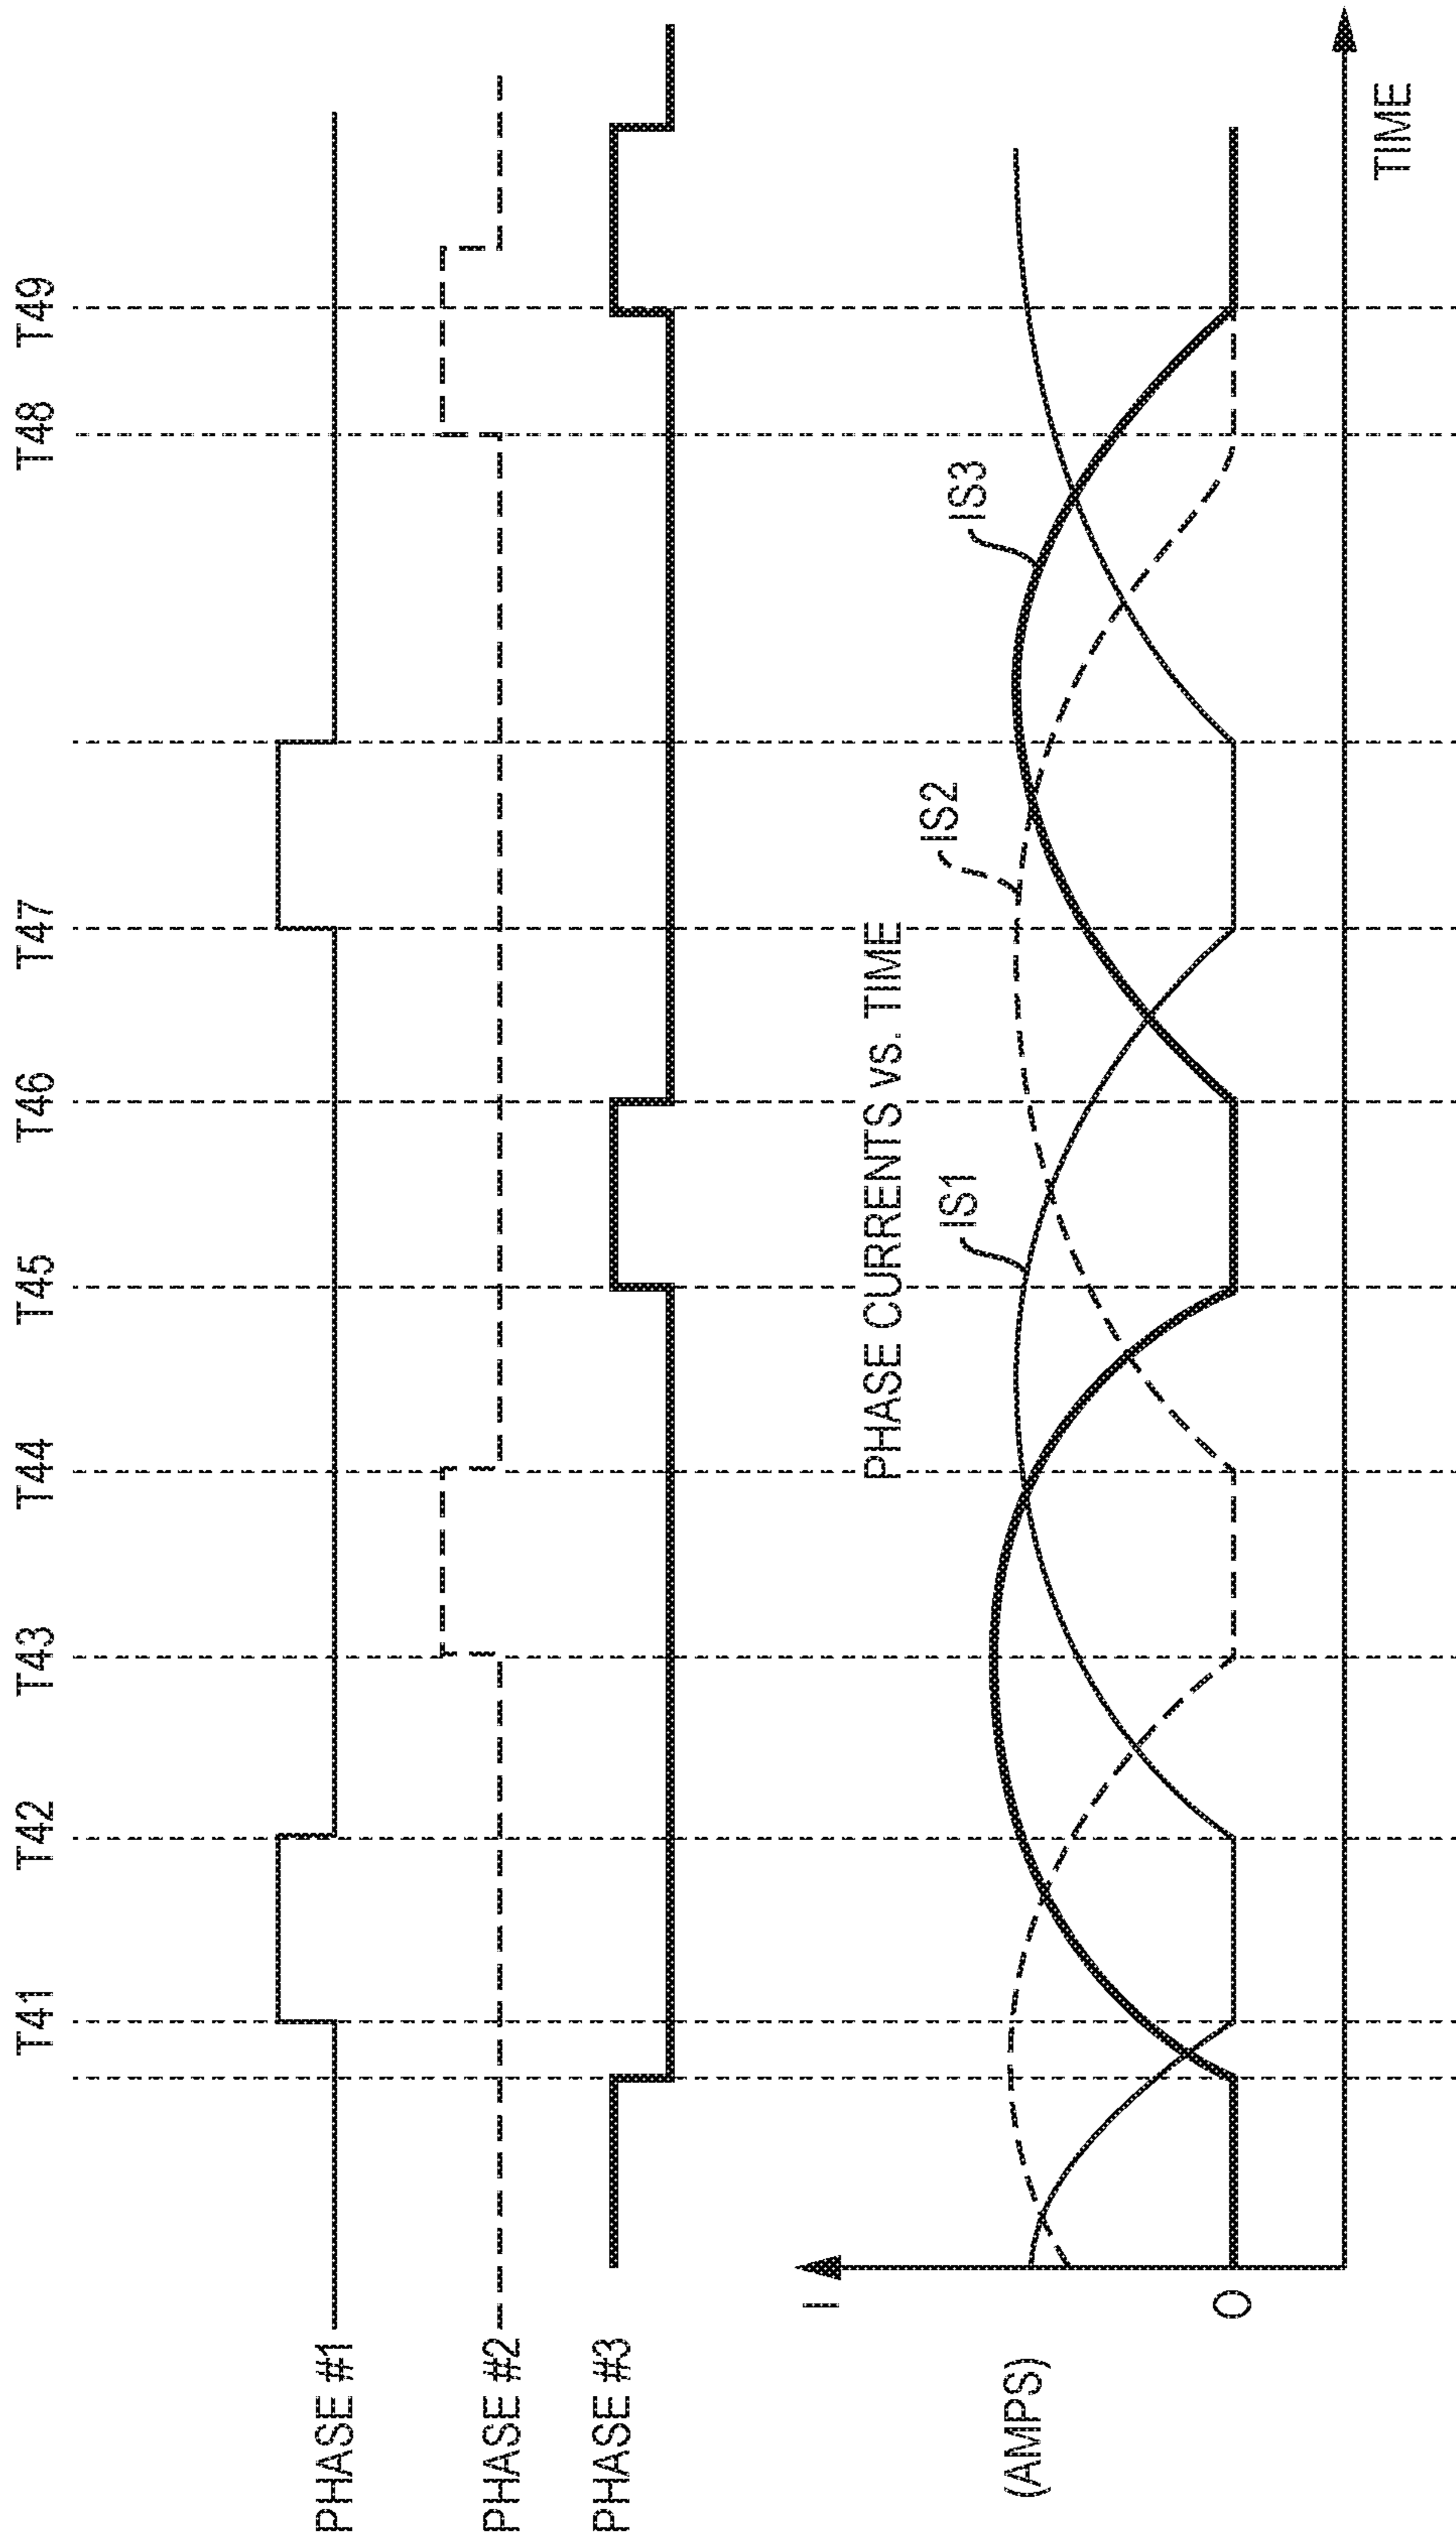 T41 T42 T43 T44 T45 T46 T47 T48 T49
PHASE #1
PHASE #2
PHASE #3
PHASE CURRENTS vs. TIME
I
(AMPS)
IS1
IS2
IS3
0
TIME